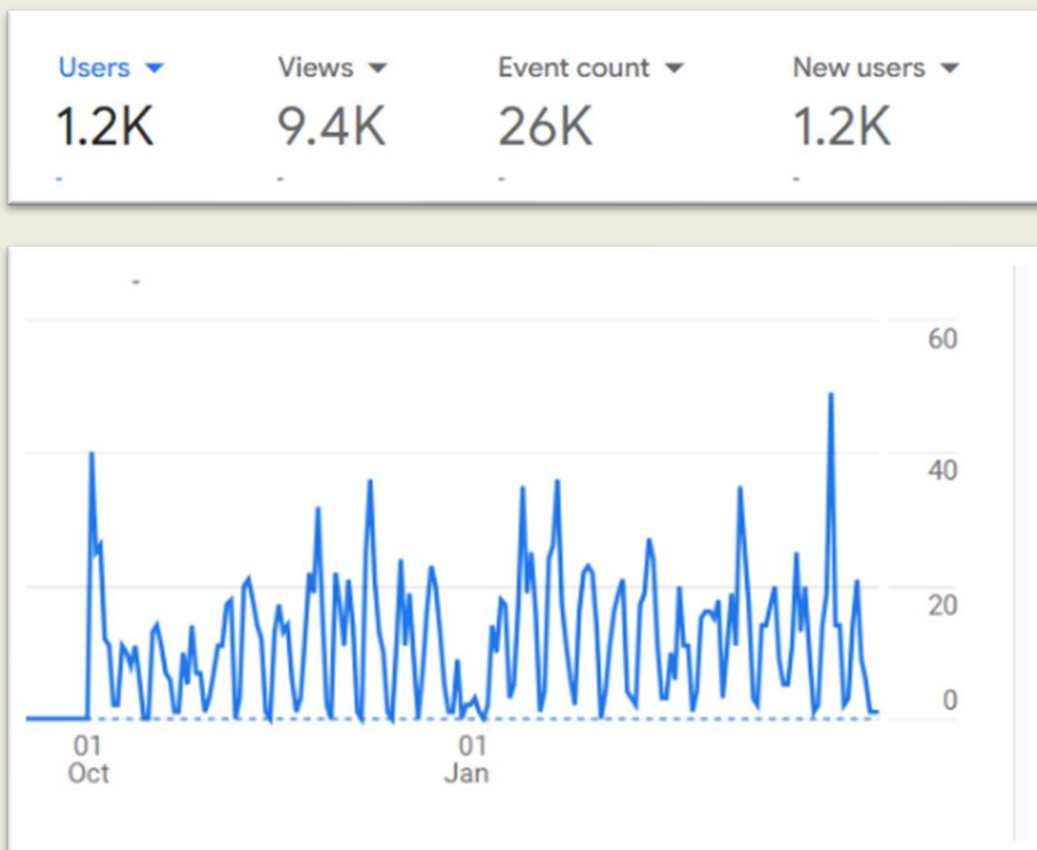 Users Views Event count New users
1.2K 9.4K 26K 1.2K
- - - -
-
60
40
20
0
01 01
Oct Jan